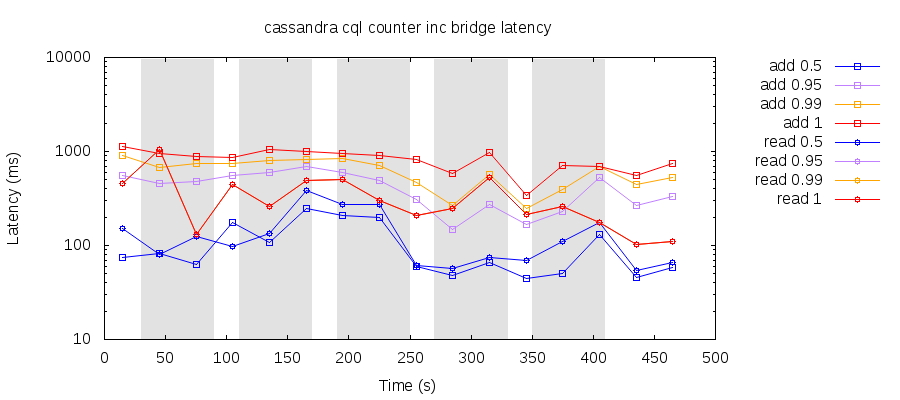 cassandra cql counter inc bridge latency
Latency (ms)
10000
1000
100
10
0 50 100 150 200 250 300 350 400 450 500
Time (s)
add 0.5
add 0.95
add 0.99
add 1
read 0.5
read 0.95
read 0.99
read 1